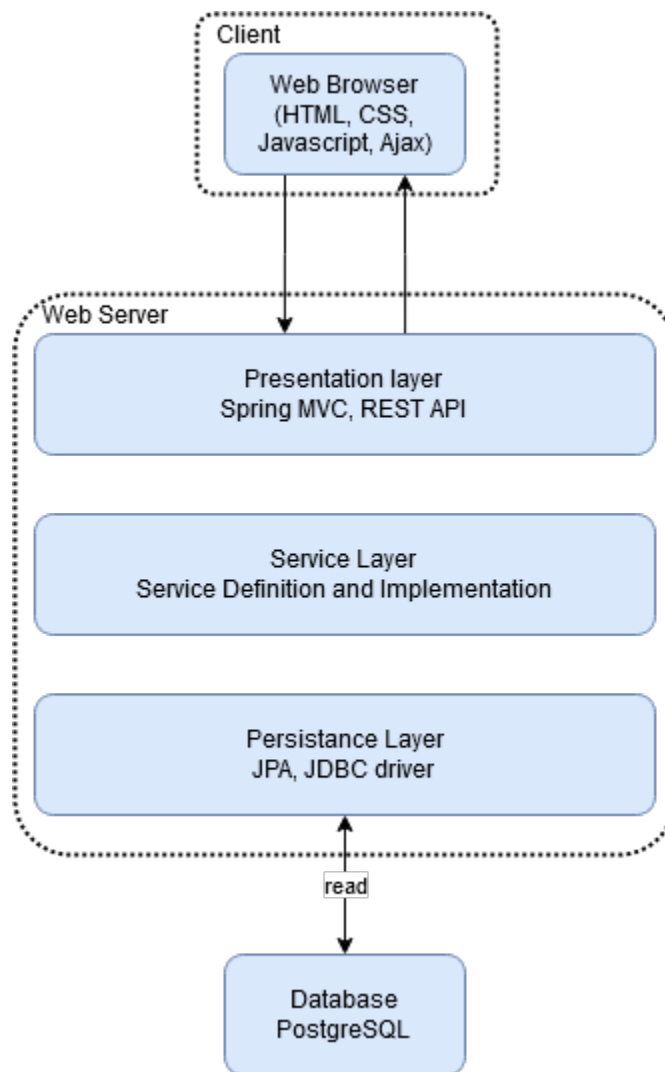 Client
Web Browser
(HTML, CSS,
Javascript, Ajax)
Web Server
Presentation layer
Spring MVC, REST API
Service Layer
Service Definition and Implementation
Persistance Layer
JPA, JDBC driver
read
Database
PostgreSQL